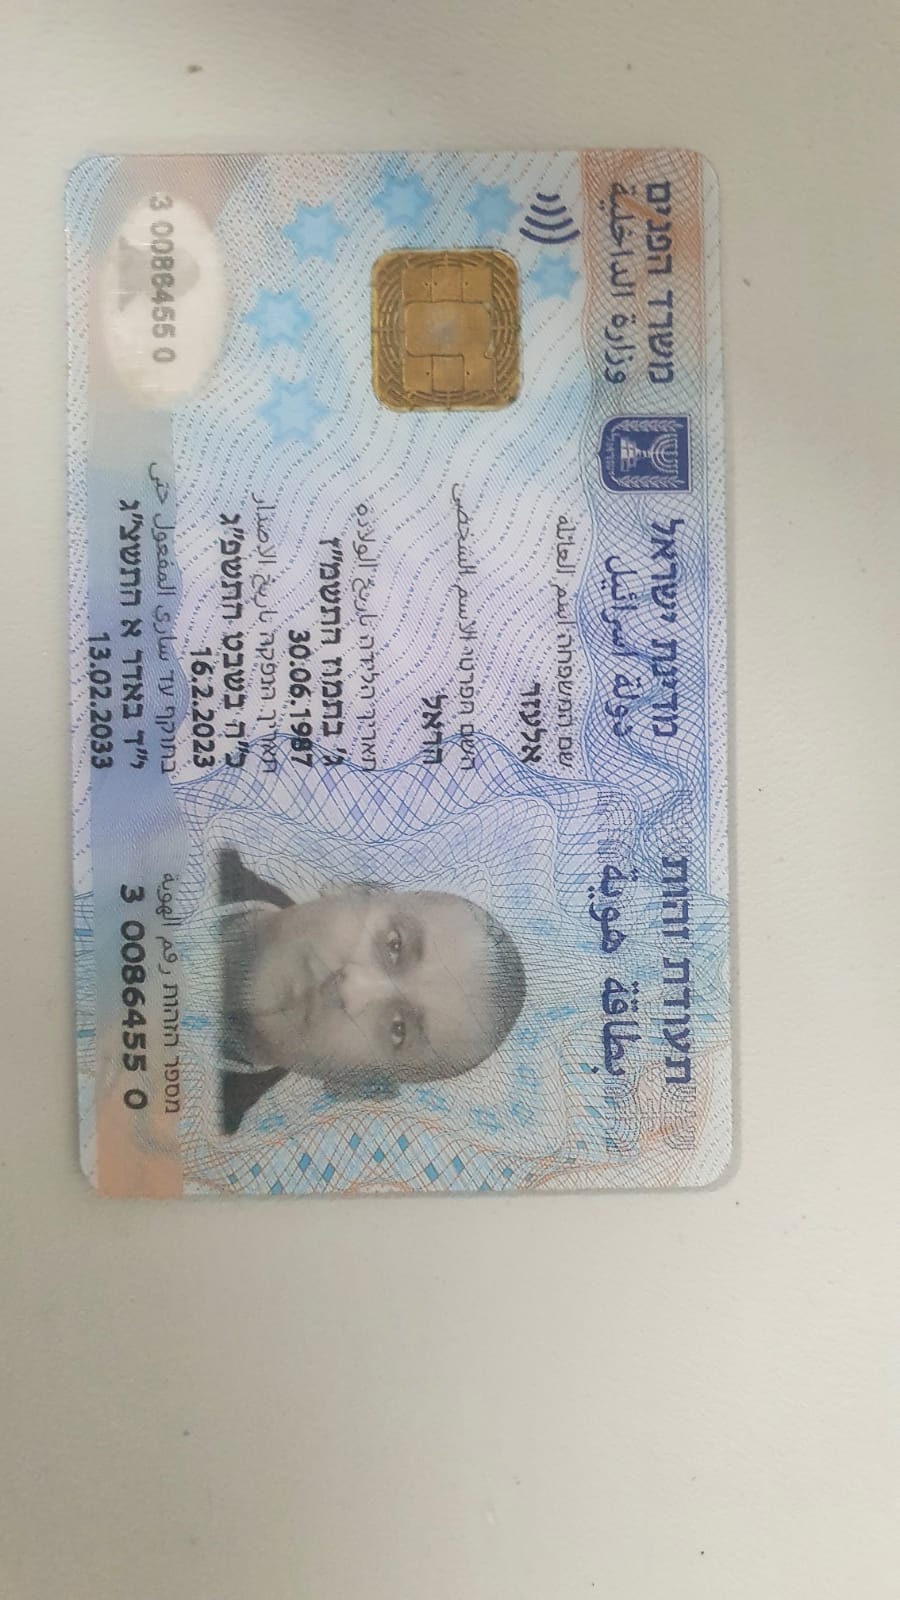 תעודת זהות
بطاقة هوية
מדינת ישראל
دولة اسرائيل
משרד הפנים
وزارة الداخلية
שם המשפחה اسم العائلة
אלעזר
השם הפרטי الاسم الشخصي
הראל
תאריך הלידה تاريخ الولادة
ג' בתמוז התשמ"ז
30.06.1987
תאריך הנפקה تاريخ الاصدار
כ"ה בשבט התשפ"ג
16.2.2023
בתוקף עד ساري المفعول حتى
י"ד באדר א התשצ"ג
13.02.2033
מספר הזהות رقم الهوية
3 0086455 0
3 0086455 0